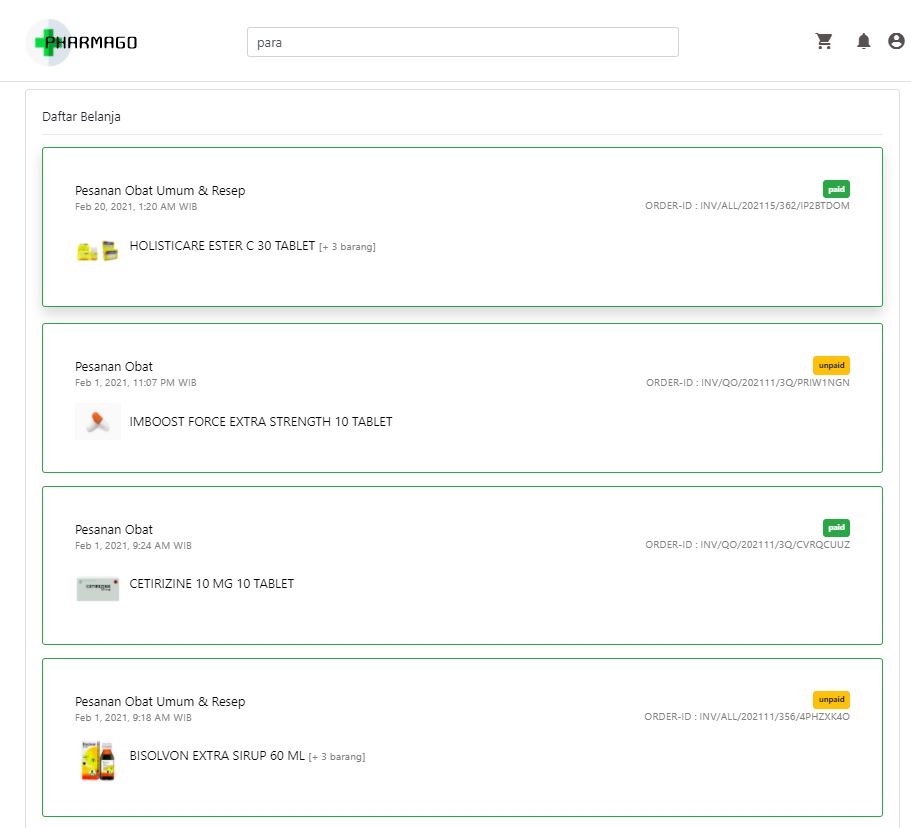 PHARMAGO
para
Daftar Belanja
Pesanan Obat Umum & Resep
paid
Feb 20, 2021, 1:20 AM WIB
ORDER-ID : INV/ALL/202115/362/IP2BTDOM
HOLISTICARE ESTER C 30 TABLET [+ 3 barang]
Pesanan Obat
unpaid
Feb 1, 2021, 11:07 PM WIB
ORDER-ID : INV/QO/202111/3Q/PRIW1NGN
IMBOOST FORCE EXTRA STRENGTH 10 TABLET
Pesanan Obat
paid
Feb 1, 2021, 9:24 AM WIB
ORDER-ID : INV/QO/202111/3Q/CVRQCUUZ
CETIRIZINE
CETIRIZINE 10 MG 10 TABLET
Pesanan Obat Umum & Resep
unpaid
Feb 1, 2021, 9:18 AM WIB
ORDER-ID : INV/ALL/202111/356/4PHZXK4O
BISOLVON EXTRA SIRUP 60 ML [+ 3 barang]